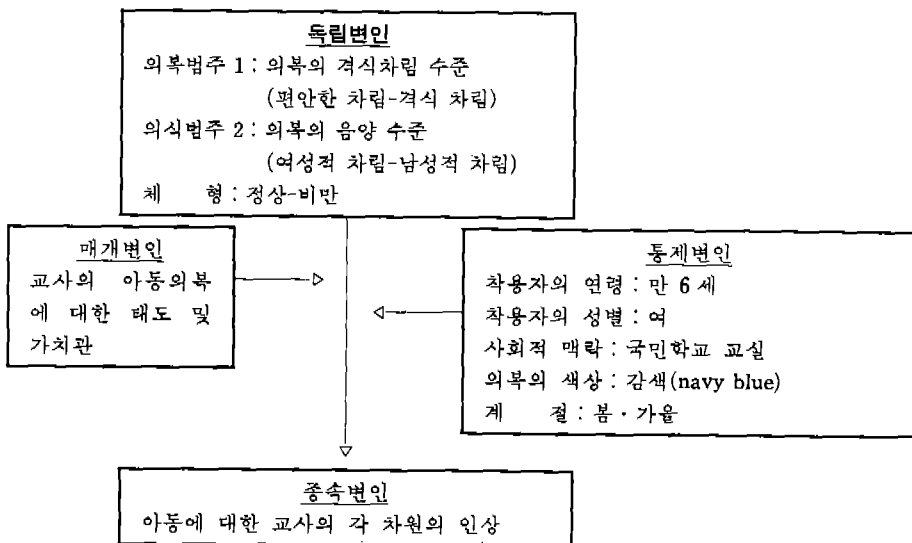 독립변인
의복범주 1 : 의복의 격식차림 수준
(편안한 차림-격식 차림)
의식범주 2 : 의복의 음양 수준
(여성적 차림-남성적 차림)
체 형 : 정상-비만
매개변인
교사의 아동의복
에 대한 태도 및
가치관
통제변인
착용자의 연령 : 만 6 세
착용자의 성별 : 여
사회적 맥락 : 국민학교 교실
의복의 색상 : 감색(navy blue)
계 절 : 봄 · 가을
종속변인
아동에 대한 교사의 각 차원의 인상